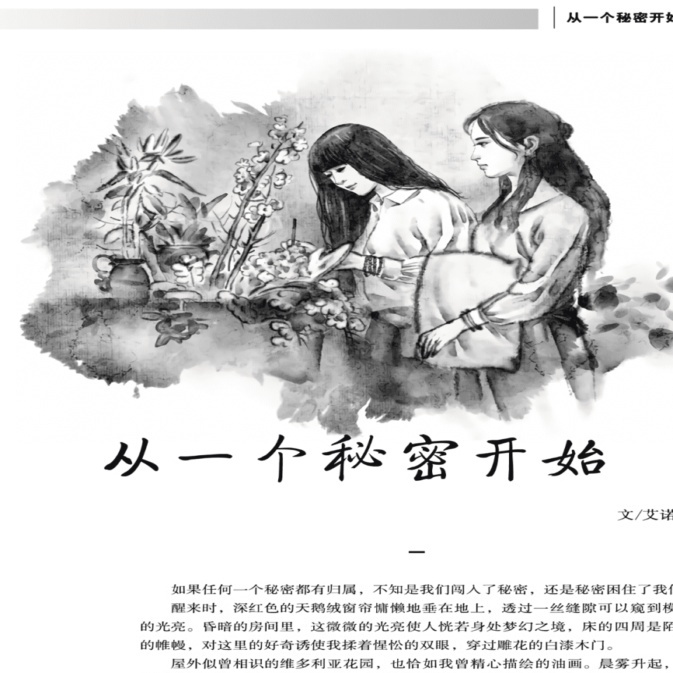 从一个秘密开始
从一个秘密开始
文/艾诺
一
如果任何一个秘密都有归属，不知是我们闯入了秘密，还是秘密困住了我们
醒来时，深红色的天鹅绒窗帘慵懒地垂在地上，透过一丝缝隙可以窥到
的光亮。昏暗的房间里，这微微的光亮使人恍若身处梦幻之境，床的四周是陌
的帷幔，对这里的好奇诱使我揉着惺忪的双眼，穿过雕花的白漆木门。
屋外似曾相识的维多利亚花园，也恰如我曾精心描绘的油画。晨雾升起，